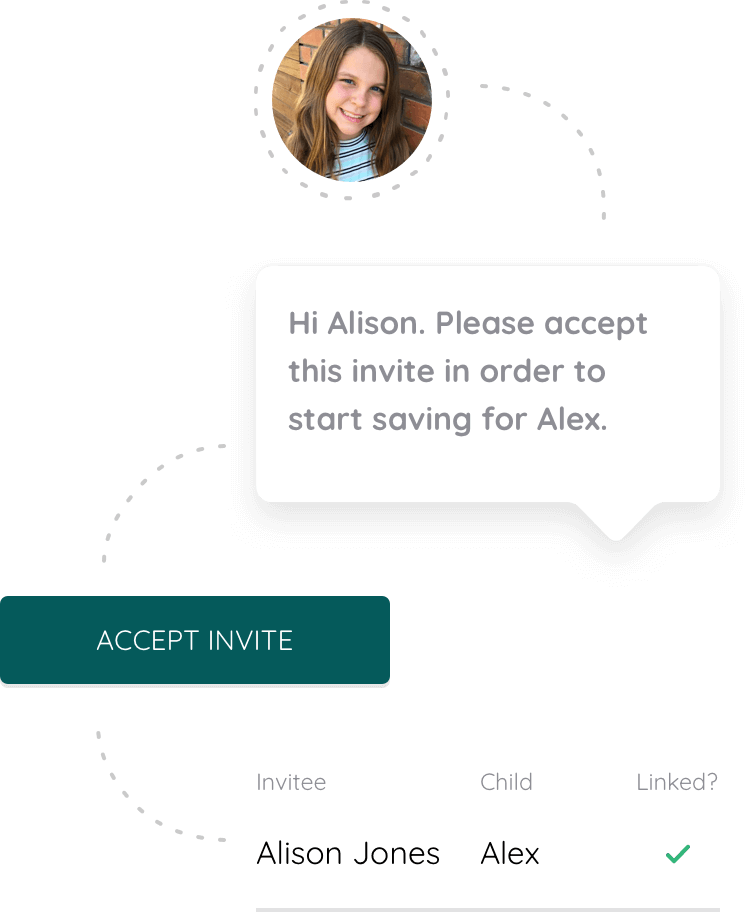 Hi Alison. Please accept
this invite in order to
start saving for Alex.
ACCEPT INVITE
Invitee Child Linked?
Alison Jones Alex